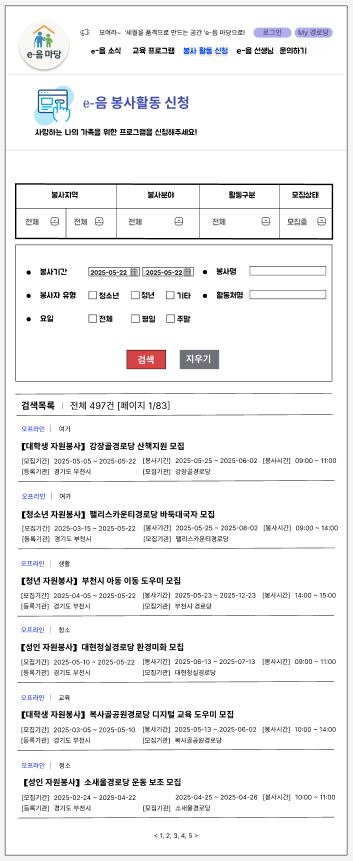 모여라~ '세월을 품격으로 만드는 공간 'e-음 마당'으로! 로그인 My 경로당
e-음 마당
e-음 소식 교육 프로그램 봉사 활동 신청 e-음 선생님 문의하기
e-음 봉사활동 신청
사랑하는 나의 가족을 위한 프로그램을 신청해주세요!
봉사지역 봉사분야 활동구분 모집상태
전체 전체 전체 전체 모집중
봉사기간 2025-05-22 2025-05-22 봉사명
봉사자 유형 청소년 청년 기타 활동처명
요일 전체 평일 주말
검색 지우기
검색목록 | 전체 497건 [페이지 1/83]
오프라인 | 여가
[대학생 자원봉사] 강장골경로당 산책지원 모집
[모집기간] 2025-05-05 ~ 2025-05-22 [봉사기간] 2025-05-25 ~ 2025-06-02 [봉사시간] 09:00 ~ 11:00
[등록기관] 경기도 부천시 [모집기관] 강장골경로당
오프라인 | 여가
[청소년 자원봉사] 팰리스카운티경로당 바둑대국자 모집
[모집기간] 2025-03-15 ~ 2025-05-22 [봉사기간] 2025-05-25 ~ 2025-08-02 [봉사시간] 09:00 ~ 14:00
[등록기관] 경기도 부천시 [모집기관] 팰리스카운티경로당
오프라인 | 생활
[청년 자원봉사] 부천시 아동 이동 도우미 모집
[모집기간] 2025-04-05 ~ 2025-05-22 [봉사기간] 2025-05-23 ~ 2025-12-23 [봉사시간] 14:00 ~ 15:00
[등록기관] 경기도 부천시 [모집기관] 부천시 경로당
오프라인 | 청소
[성인 자원봉사] 대현청실경로당 환경미화 모집
[모집기간] 2025-05-10 ~ 2025-05-22 [봉사기간] 2025-06-13 ~ 2025-07-13 [봉사시간] 09:00 ~ 11:00
[등록기관] 경기도 부천시 [모집기관] 대현청실경로당
오프라인 | 교육
[대학생 자원봉사] 복사골공원경로당 디지털 교육 도우미 모집
[모집기간] 2025-03-05 ~ 2025-05-10 [봉사기간] 2025-05-13 ~ 2025-06-02 [봉사시간] 10:00 ~ 14:00
[등록기관] 경기도 부천시 [모집기관] 복사골공원경로당
오프라인 | 청소
[성인 자원봉사] 소새울경로당 운동 보조 모집
[모집기간] 2025-02-24 ~ 2025-04-22 2025-04-25 ~ 2025-04-26 [봉사시간] 10:00 ~ 11:00
[등록기관] 경기도 부천시 [모집기관] 소새울경로당
< 1, 2, 3, 4, 5 >